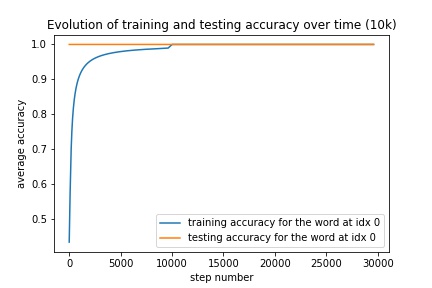 Evolution of training and testing accuracy over time (10k)
1.0
0.9
0.8
0.7
0.6
0.5
average accuracy
training accuracy for the word at idx 0
testing accuracy for the word at idx 0
0 5000 10000 15000 20000 25000 30000
step number